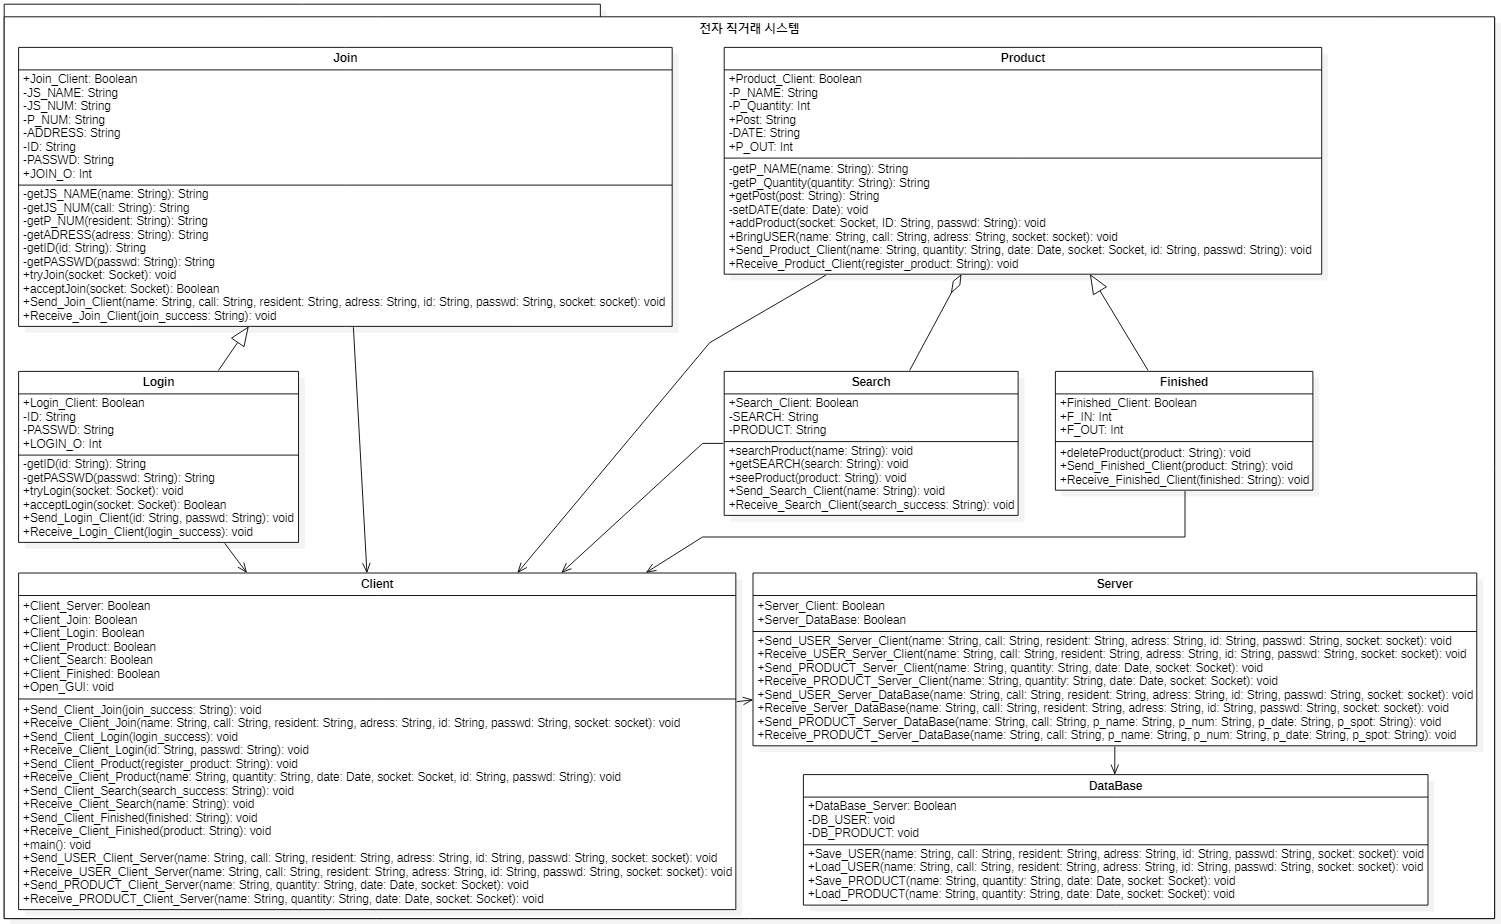 전자 직거래 시스템
Join
+Join_Client: Boolean
-JS_NAME: String
-JS_NUM: String
-P_NUM: String
-ADDRESS: String
-ID: String
-PASSWD: String
+JOIN_O: Int
-getJS_NAME(name: String): String
-getJS_NUM(call: String): String
-getP_NUM(resident: String): String
-getADRESS(adress: String): String
-getID(id: String): String
-getPASSWD(passwd: String): String
+tryJoin(socket: Socket): void
+acceptJoin(socket: Socket): Boolean
+Send_Join_Client(name: String, call: String, resident: String, adress: String, id: String, passwd: String, socket: socket): void
+Receive_Join_Client(join_success: String): void
Product
+Product_Client: Boolean
-P_NAME: String
-P_Quantity: Int
+Post: String
-DATE: String
+P_OUT: Int
-getP_NAME(name: String): String
-getP_Quantity(quantity: String): String
+getPost(post: String): String
-setDATE(date: Date): void
+addProduct(socket: Socket, ID: String, passwd: String): void
+BringUSER(name: String, call: String, adress: String, socket: socket): void
+Send_Product_Client(name: String, quantity: String, date: Date, socket: Socket, id: String, passwd: String): void
+Receive_Product_Client(register_product: String): void
Login
+Login_Client: Boolean
-ID: String
-PASSWD: String
+LOGIN_O: Int
-getID(id: String): String
-getPASSWD(passwd: String): String
+tryLogin(socket: Socket): void
+acceptLogin(socket: Socket): Boolean
+Send_Login_Client(id: String, passwd: String): void
+Receive_Login_Client(login_success): void
Search
+Search_Client: Boolean
-SEARCH: String
-PRODUCT: String
+searchProduct(name: String): void
+getSEARCH(search: String): void
+seeProduct(product: String): void
+Send_Search_Client(name: String): void
+Receive_Search_Client(search_success: String): void
Finished
+Finished_Client: Boolean
+F_IN: Int
+F_OUT: Int
+deleteProduct(product: String): void
+Send_Finished_Client(product: String): void
+Receive_Finished_Client(finished: String): void
Client
+Client_Server: Boolean
+Client_Join: Boolean
+Client_Login: Boolean
+Client_Product: Boolean
+Client_Search: Boolean
+Client_Finished: Boolean
+Open_GUI: void
+Send_Client_Join(join_success: String): void
+Receive_Client_Join(name: String, call: String, resident: String, adress: String, id: String, passwd: String, socket: socket): void
+Send_Client_Login(login_success): void
+Receive_Client_Login(id: String, passwd: String): void
+Send_Client_Product(register_product: String): void
+Receive_Client_Product(name: String, quantity: String, date: Date, socket: Socket, id: String, passwd: String): void
+Send_Client_Search(search_success: String): void
+Receive_Client_Search(name: String): void
+Send_Client_Finished(finished: String): void
+Receive_Client_Finished(product: String): void
+main(): void
+Send_USER_Client_Server(name: String, call: String, resident: String, adress: String, id: String, passwd: String, socket: socket): void
+Receive_USER_Client_Server(name: String, call: String, resident: String, adress: String, id: String, passwd: String, socket: socket): void
+Send_PRODUCT_Client_Server(name: String, quantity: String, date: Date, socket: Socket): void
+Receive_PRODUCT_Client_Server(name: String, quantity: String, date: Date, socket: Socket): void
Server
+Server_Client: Boolean
+Server_DataBase: Boolean
+Send_USER_Server_Client(name: String, call: String, resident: String, adress: String, id: String, passwd: String, socket: socket): void
+Receive_USER_Server_Client(name: String, call: String, resident: String, adress: String, id: String, passwd: String, socket: socket): void
+Send_PRODUCT_Server_Client(name: String, quantity: String, date: Date, socket: Socket): void
+Receive_PRODUCT_Server_Client(name: String, quantity: String, date: Date, socket: Socket): void
+Send_USER_Server_DataBase(name: String, call: String, resident: String, adress: String, id: String, passwd: String, socket: socket): void
+Receive_Server_DataBase(name: String, call: String, resident: String, adress: String, id: String, passwd: String, socket: socket): void
+Send_PRODUCT_Server_DataBase(name: String, call: String, p_name: String, p_num: String, p_date: String, p_spot: String): void
+Receive_PRODUCT_Server_DataBase(name: String, call: String, p_name: String, p_num: String, p_date: String, p_spot: String): void
DataBase
+DataBase_Server: Boolean
-DB_USER: void
-DB_PRODUCT: void
+Save_USER(name: String, call: String, resident: String, adress: String, id: String, passwd: String, socket: socket): void
+Load_USER(name: String, call: String, resident: String, adress: String, id: String, passwd: String, socket: socket): void
+Save_PRODUCT(name: String, quantity: String, date: Date, socket: Socket): void
+Load_PRODUCT(name: String, quantity: String, date: Date, socket: Socket): void